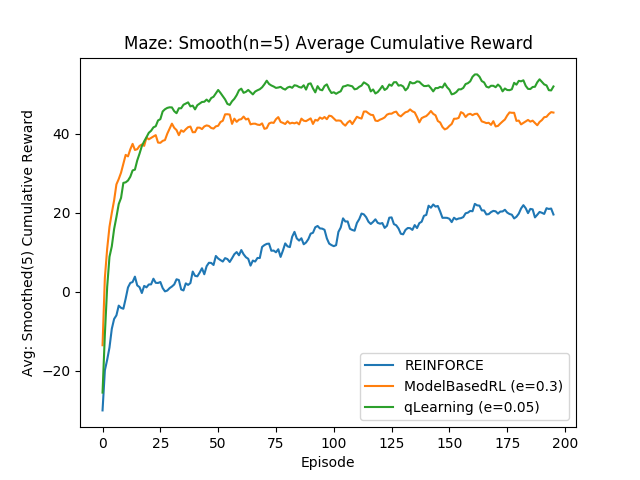 Maze: Smooth(n=5) Average Cumulative Reward
Avg: Smoothed(5) Cumulative Reward
40
20
0
−20
REINFORCE
ModelBasedRL (e=0.3)
qLearning (e=0.05)
0 25 50 75 100 125 150 175 200
Episode